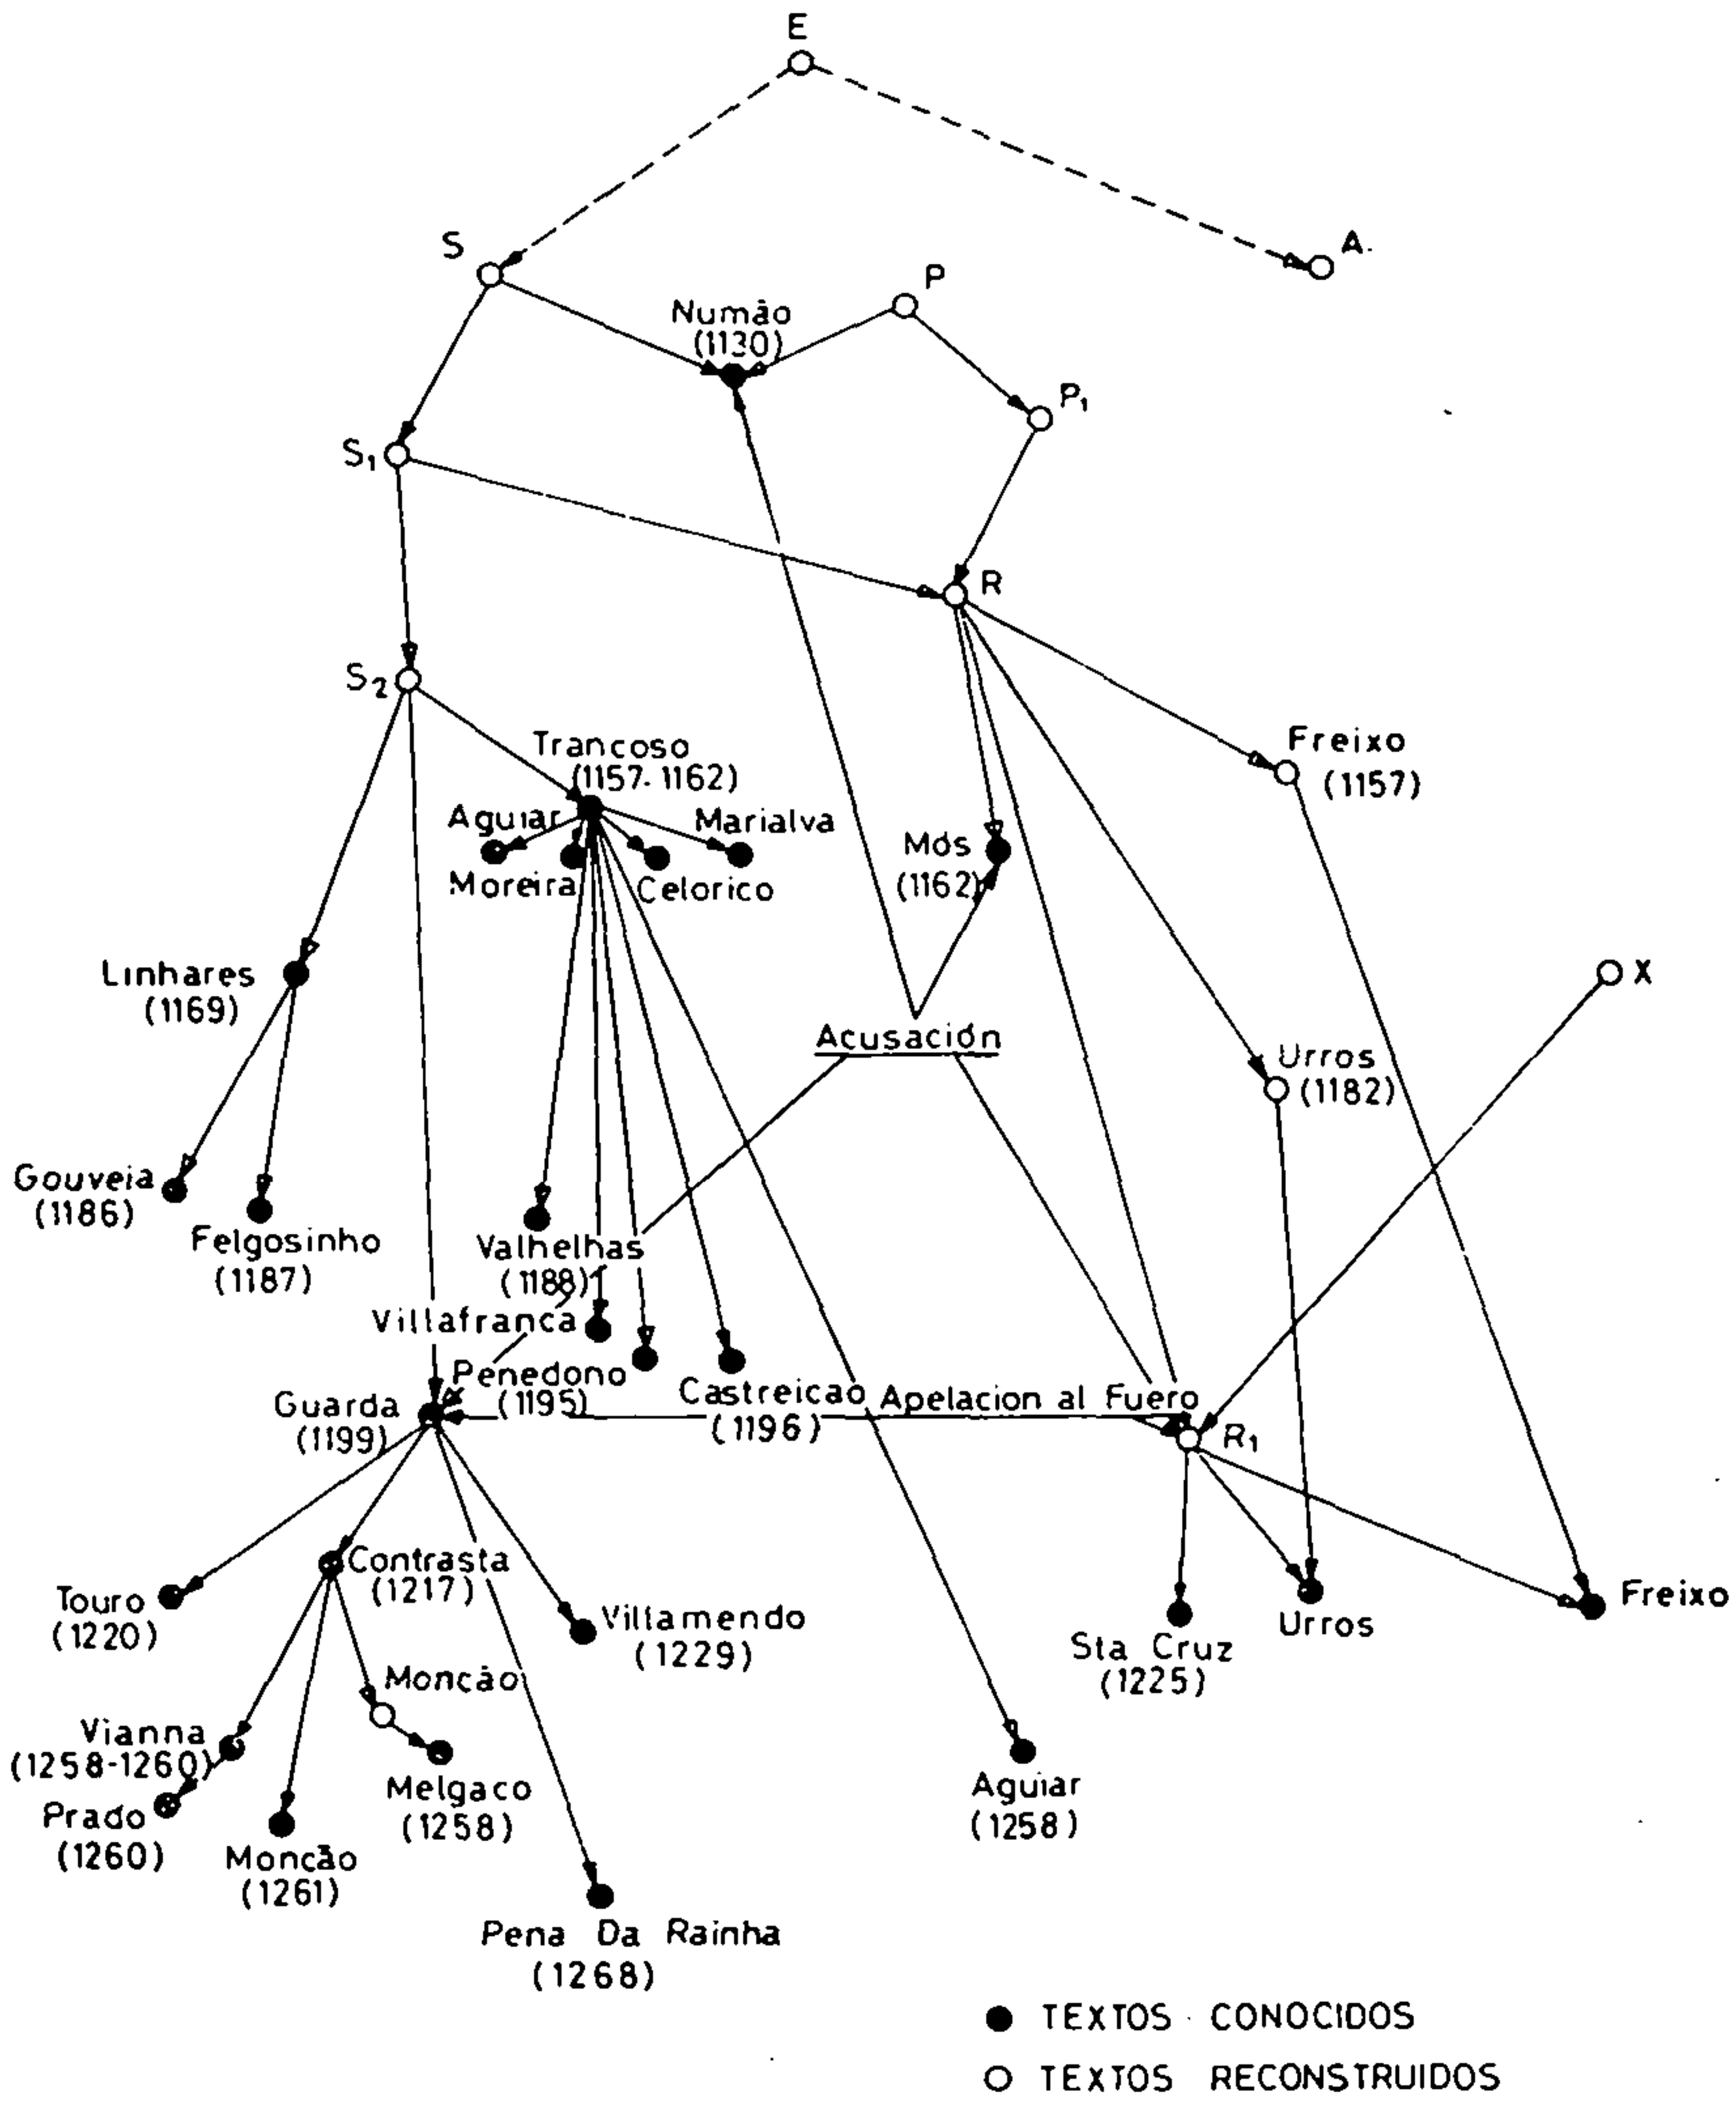 E
S
A.
P
Numão
(1130)
P₁
S₁
R
S₂
Trancoso
(1157-1162)
Freixo
(1157)
Aguiar
Marialva
Moreira
Celorico
Mós
(1162)
Linhares
(1169)
X
Acusación
Urros
(1182)
Gouveia
(1186)
Felgosinho
(1187)
Valhelhas
(1188)
Villafranca
Penedono
(1195)
Castreicao
(1196)
Apelacion al Fuero
Guarda
(1199)
R₁
Contrasta
(1217)
Touro
(1220)
Villamendo
(1229)
Sta Cruz
(1225)
Urros
Freixo
Moncão
Vianna
(1258-1260)
Melgaco
(1258)
Prado
(1260)
Moncão
(1261)
Aguiar
(1258)
Pena Da Rainha
(1268)
TEXTOS CONOCIDOS
TEXTOS RECONSTRUIDOS